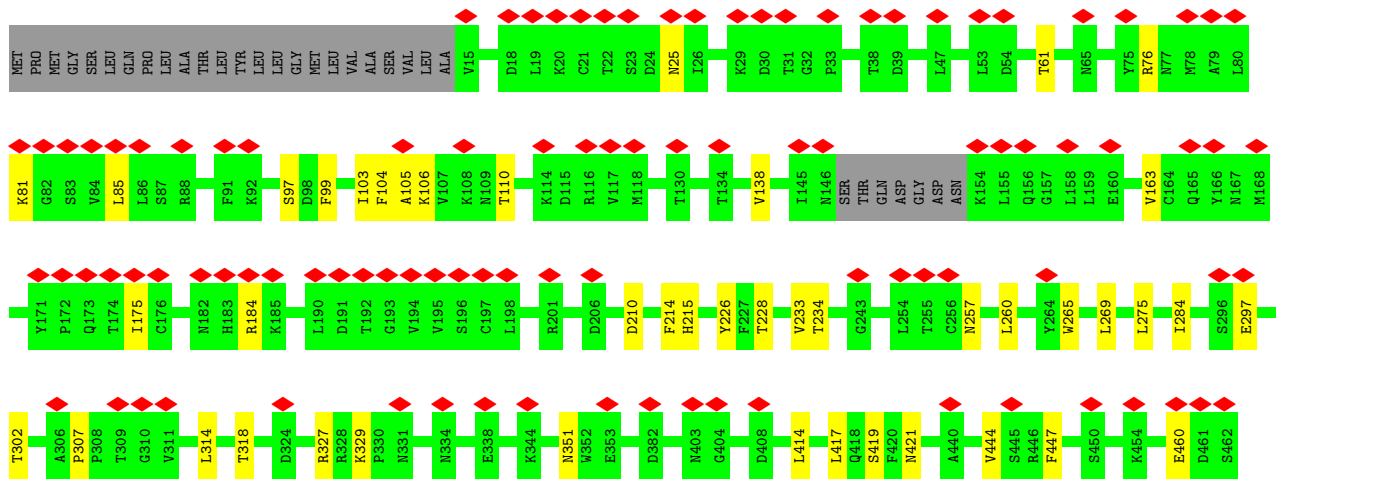 MET PRO MET GLY SER LEU GLN PRO LEU ALA THR LEU TYR LEU LEU GLY MET LEU VAL ALA SER VAL LEU ALA V15 D18 L19 K20 C21 T22 S23 D24 N25 I26 K29 D30 T31 G32 P33 T38 D39 L47 L53 D54 T61 N65 Y75 R76 N77 M78 A79 L80
K81 G82 S83 V84 L85 L86 S87 R88 F91 K92 S97 D98 F99 I103 F104 A105 K106 V107 K108 N109 T110 K114 D115 R116 V117 M118 T130 T134 V138 I145 N146 SER THR GLN ASP GLY ASP ASN K154 L155 Q156 G157 L158 L159 E160 V163 C164 Q165 Y166 N167 M168
Y171 P172 Q173 T174 I175 C176 N182 H183 R184 K185 L190 D191 T192 G193 V194 V195 S196 C197 L198 R201 D206 D210 F214 H215 Y226 F227 T228 V233 T234 G243 L254 T255 C256 N257 L260 Y264 W265 L269 L275 I284 S296 E297
T302 A306 P307 P308 T309 G310 V311 L314 T318 D324 R327 R328 K329 P330 N331 N334 E338 K344 N351 W352 E353 D382 N403 G404 D408 L414 L417 Q418 S419 F420 N421 A440 V444 S445 R446 F447 S450 K454 E460 D461 S462